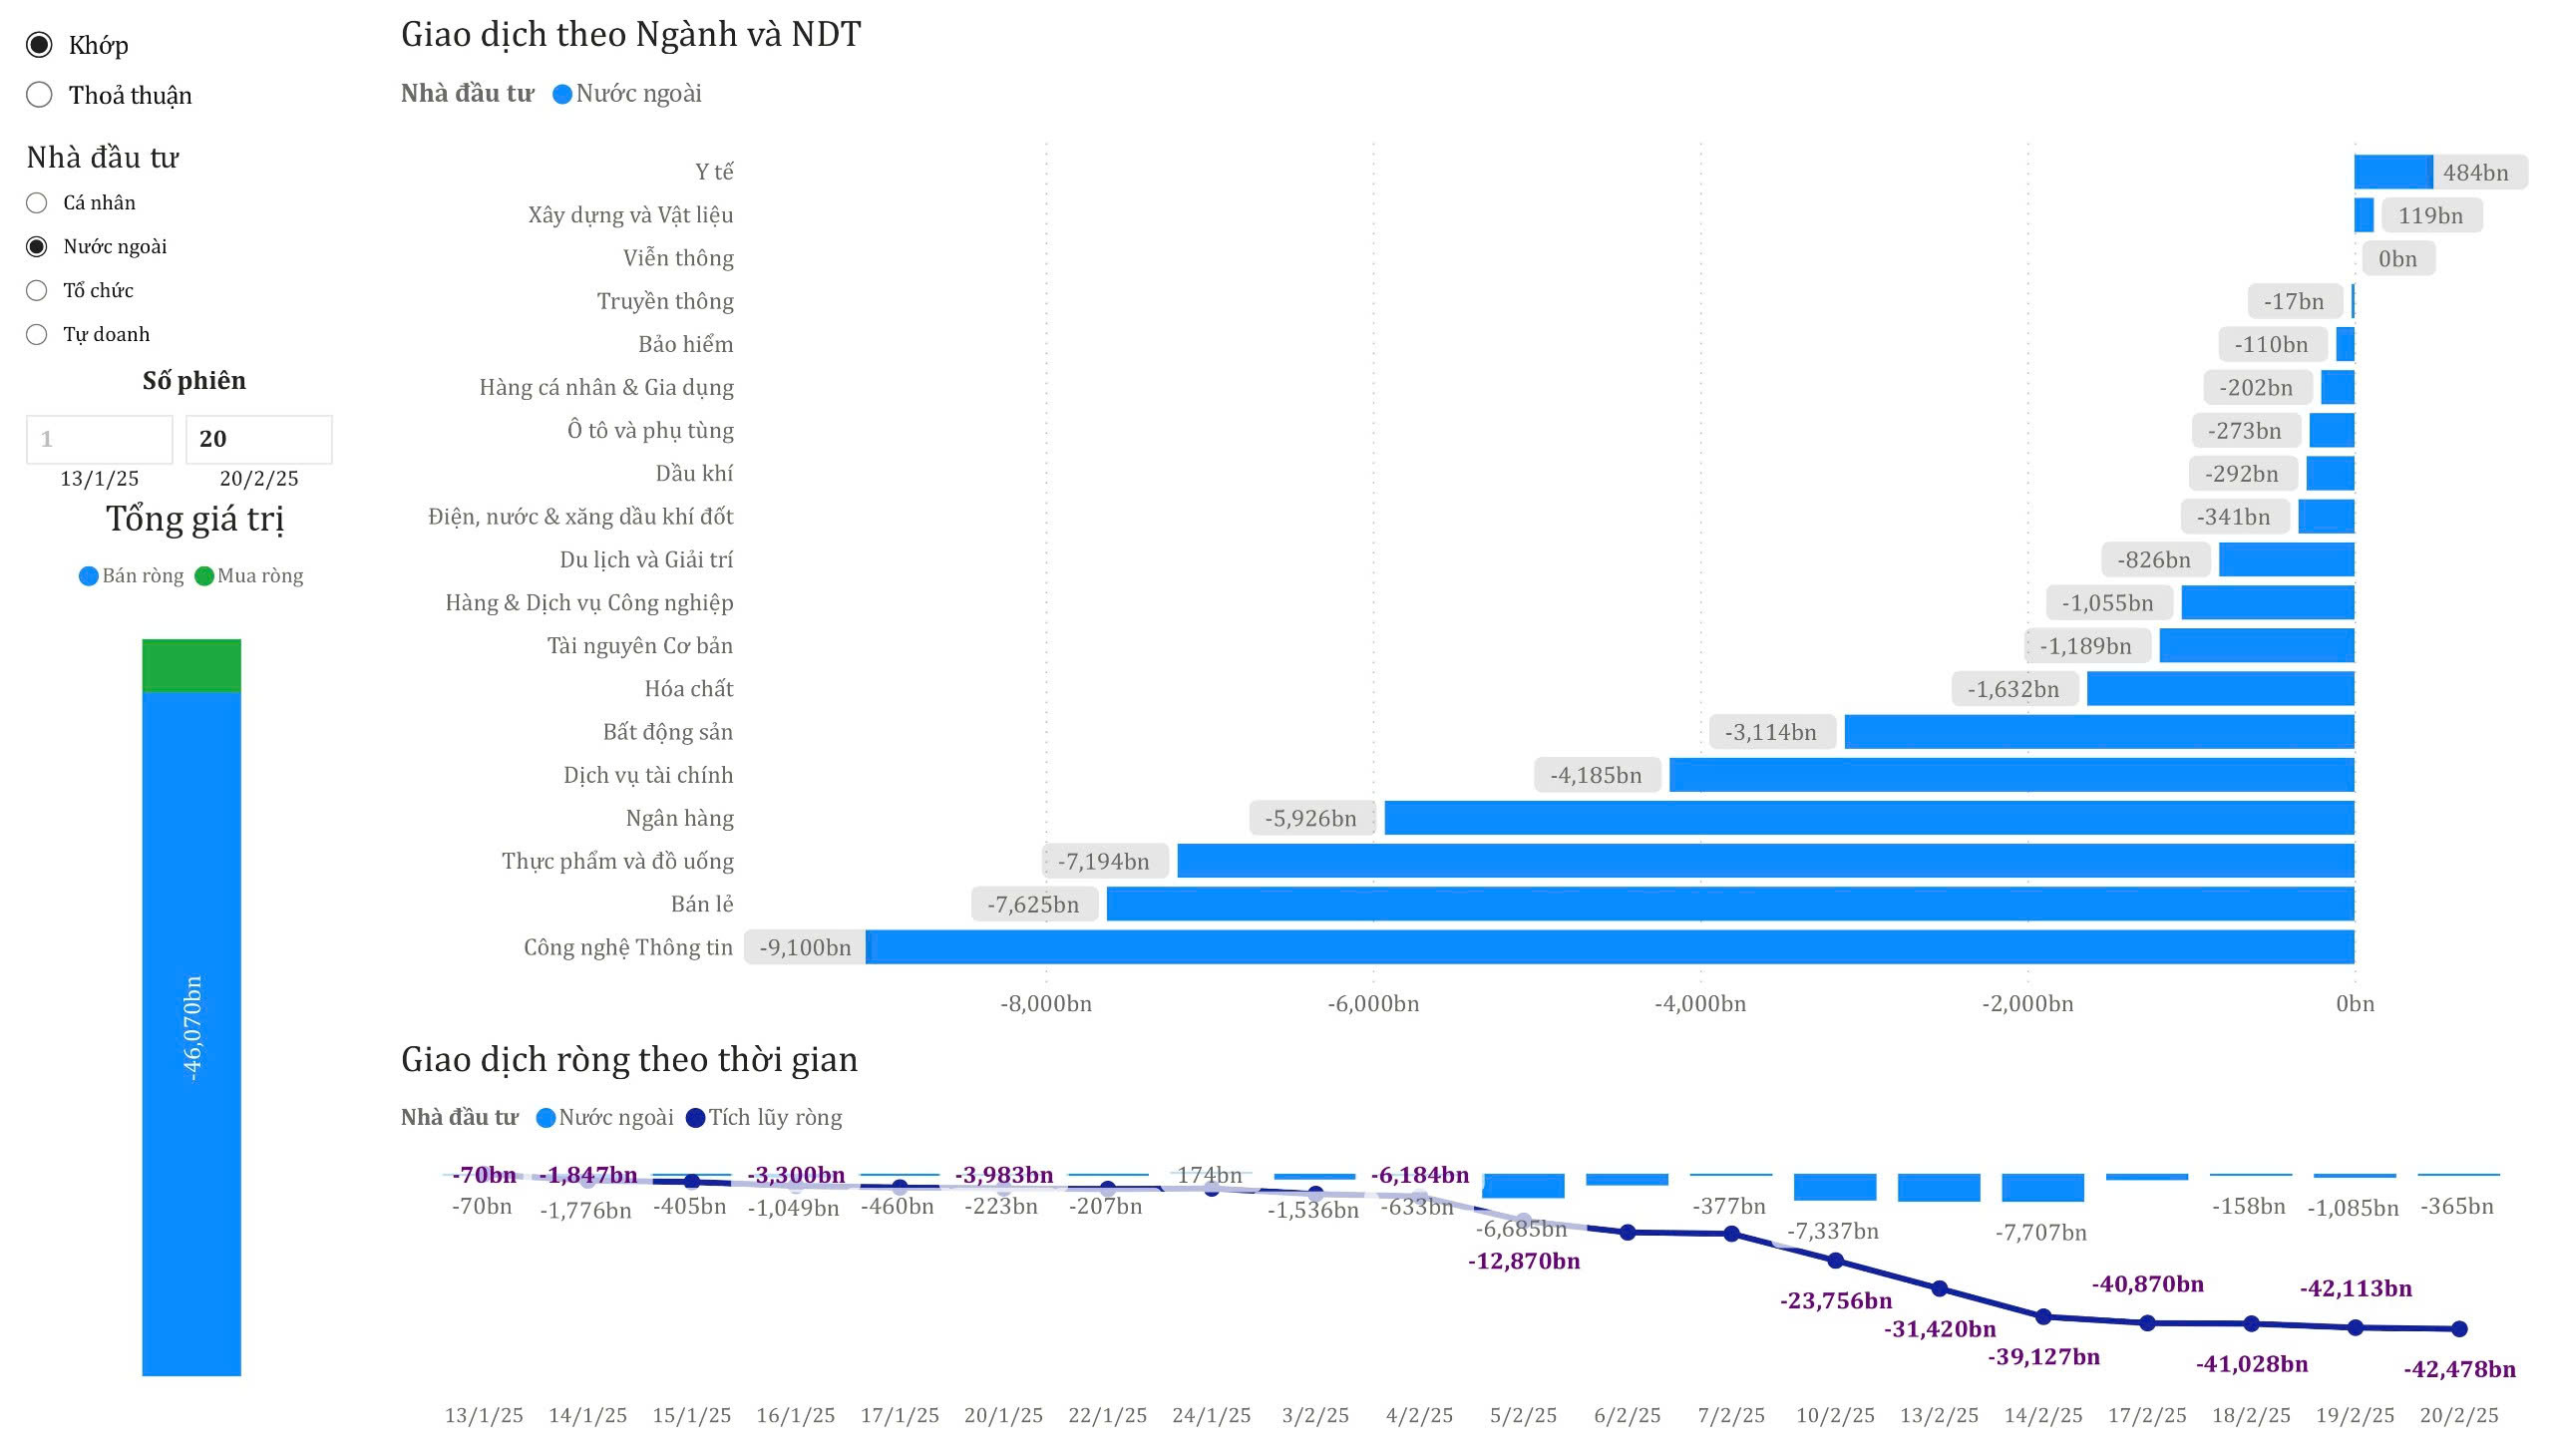 Khớp
Thoả thuận
Nhà đầu tư
Cá nhân
Nước ngoài
Tổ chức
Tự doanh
Số phiên
1 20
13/1/25 20/2/25
Tổng giá trị
Bán ròng Mua ròng
-46,070bn
Giao dịch theo Ngành và NDT
Nhà đầu tư Nước ngoài
Y tế 484bn
Xây dựng và Vật liệu 119bn
Viễn thông 0bn
Truyền thông -17bn
Bảo hiểm -110bn
Hàng cá nhân & Gia dụng -202bn
Ô tô và phụ tùng -273bn
Dầu khí -292bn
Điện, nước & xăng dầu khí đốt -341bn
Du lịch và Giải trí -826bn
Hàng & Dịch vụ Công nghiệp -1,055bn
Tài nguyên Cơ bản -1,189bn
Hóa chất -1,632bn
Bất động sản -3,114bn
Dịch vụ tài chính -4,185bn
Ngân hàng -5,926bn
Thực phẩm và đồ uống -7,194bn
Bán lẻ -7,625bn
Công nghệ Thông tin -9,100bn
-8,000bn -6,000bn -4,000bn -2,000bn 0bn
Giao dịch ròng theo thời gian
Nhà đầu tư Nước ngoài Tích lũy ròng
-70bn -1,847bn -3,300bn -3,983bn 174bn -6,184bn
-70bn -1,776bn -405bn -1,049bn -460bn -223bn -207bn -1,536bn -633bn -377bn -158bn -1,085bn -365bn
-6,685bn -7,337bn -7,707bn
-12,870bn
-40,870bn -42,113bn
-23,756bn
-31,420bn
-39,127bn -41,028bn -42,478bn
13/1/25 14/1/25 15/1/25 16/1/25 17/1/25 20/1/25 22/1/25 24/1/25 3/2/25 4/2/25 5/2/25 6/2/25 7/2/25 10/2/25 13/2/25 14/2/25 17/2/25 18/2/25 19/2/25 20/2/25